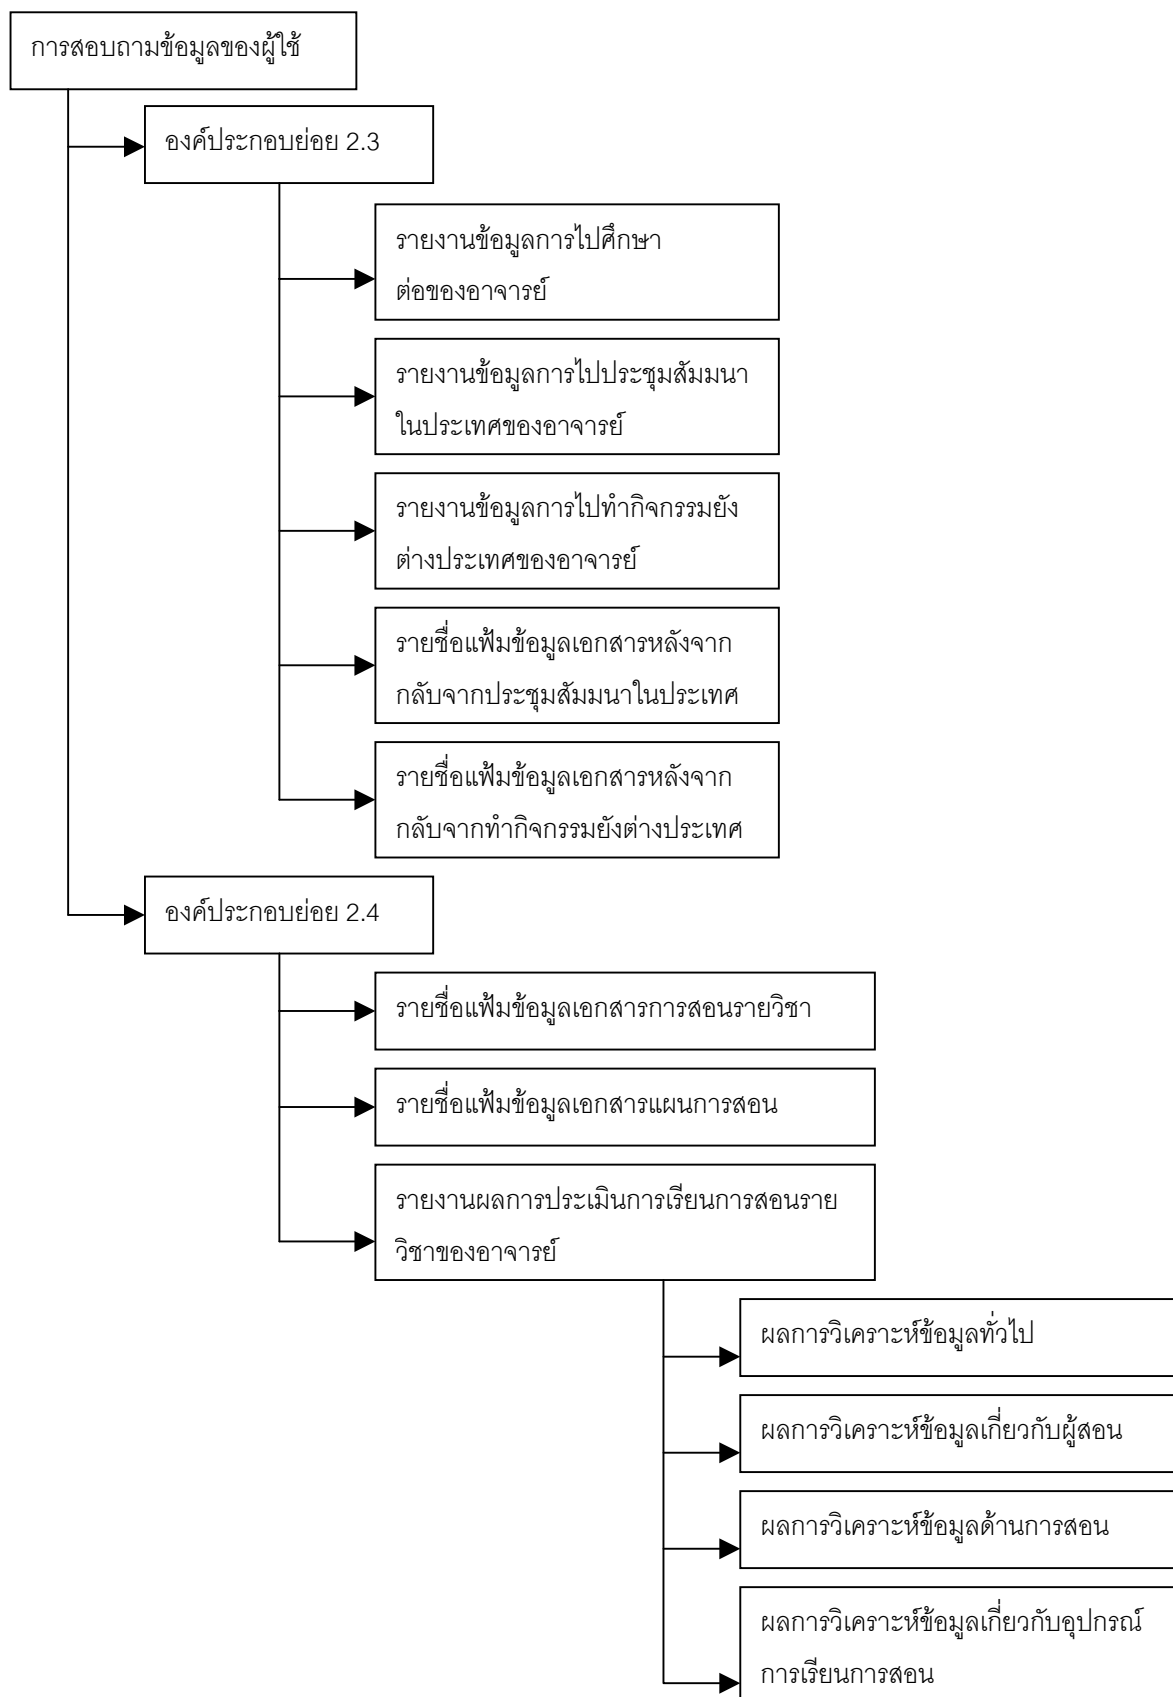 การสอบถามข้อมูลของผู้ใช้
องค์ประกอบย่อย 2.3
รายงานข้อมูลการไปศึกษา
ต่อของอาจารย์
รายงานข้อมูลการไปประชุมสัมมนา
ในประเทศของอาจารย์
รายงานข้อมูลการไปทำกิจกรรมยัง
ต่างประเทศของอาจารย์
รายชื่อแฟ้มข้อมูลเอกสารหลังจาก
กลับจากประชุมสัมมนาในประเทศ
รายชื่อแฟ้มข้อมูลเอกสารหลังจาก
กลับจากทำกิจกรรมยังต่างประเทศ
องค์ประกอบย่อย 2.4
รายชื่อแฟ้มข้อมูลเอกสารการสอนรายวิชา
รายชื่อแฟ้มข้อมูลเอกสารแผนการสอน
รายงานผลการประเมินการเรียนการสอนราย
วิชาของอาจารย์
ผลการวิเคราะห์ข้อมูลทั่วไป
ผลการวิเคราะห์ข้อมูลเกี่ยวกับผู้สอน
ผลการวิเคราะห์ข้อมูลด้านการสอน
ผลการวิเคราะห์ข้อมูลเกี่ยวกับอุปกรณ์
การเรียนการสอน